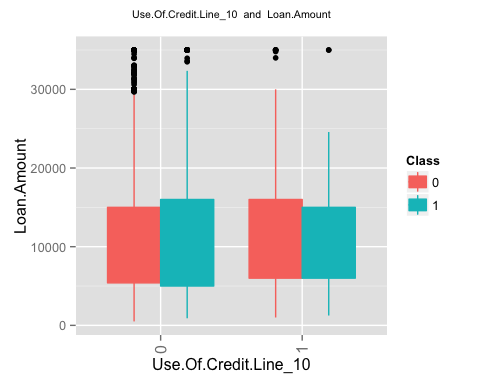 Use.Of.Credit.Line_10 and Loan.Amount
Loan.Amount
30000
20000
10000
0
0
1
Use.Of.Credit.Line_10
Class
0
1